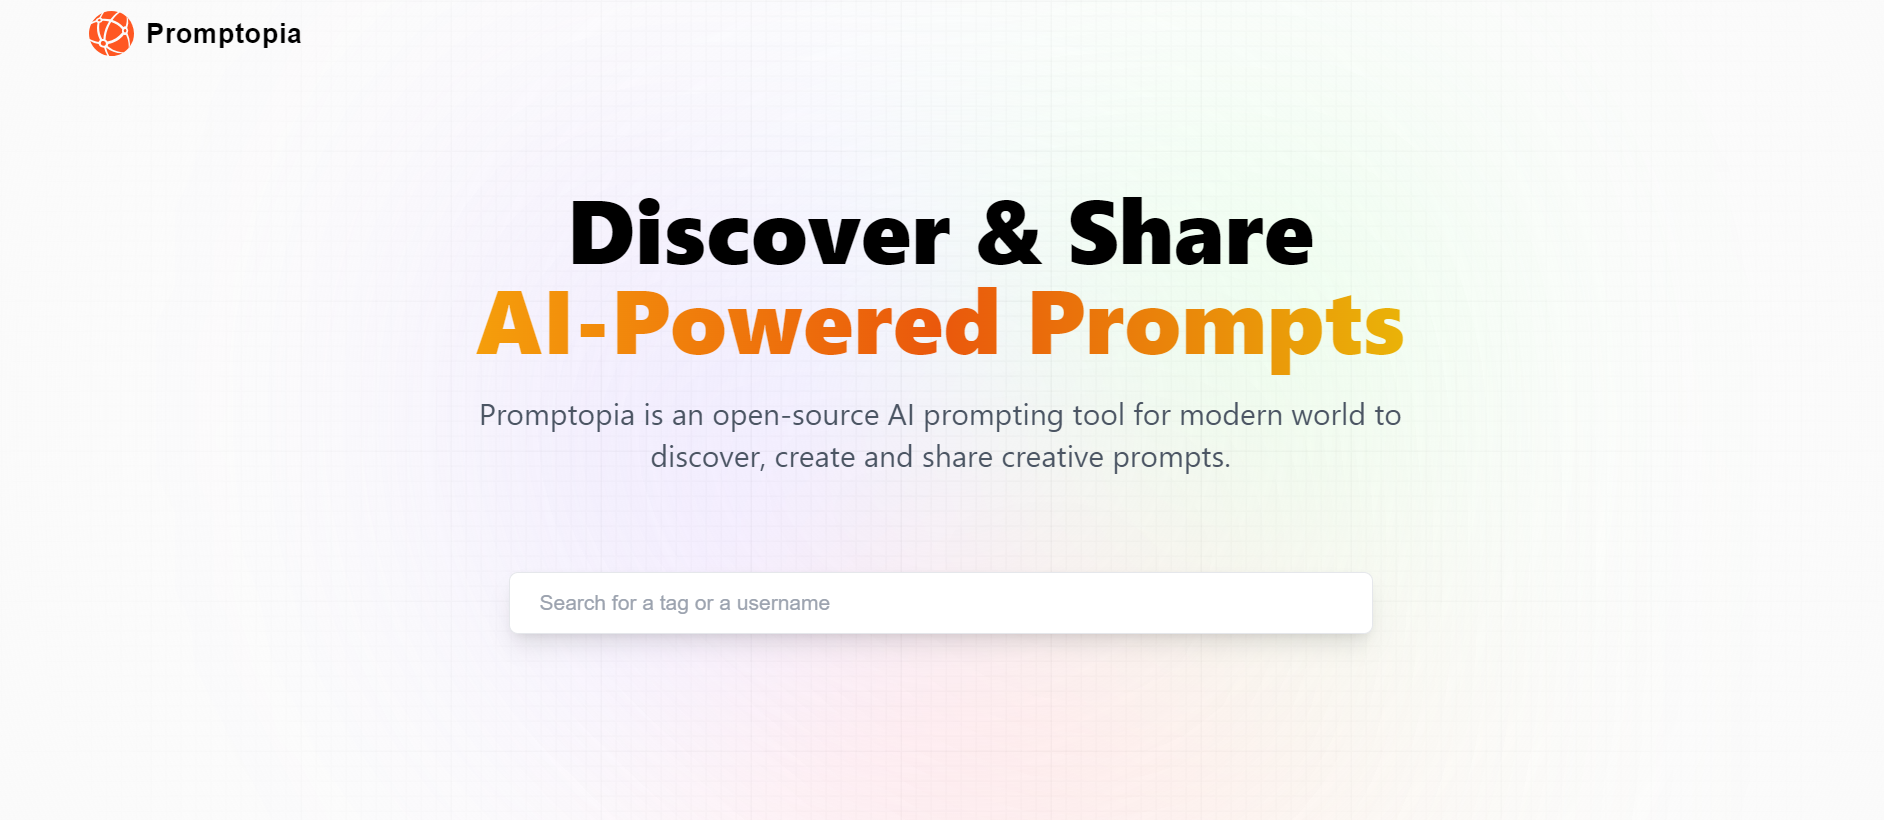 Promptopia
Discover & Share
AI-Powered Prompts
Promptopia is an open-source AI prompting tool for modern world to
discover, create and share creative prompts.
Search for a tag or a username